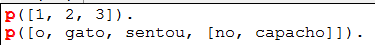 p([1, 2, 3]).
p([o, gato, sentou, [no, capacho]]).